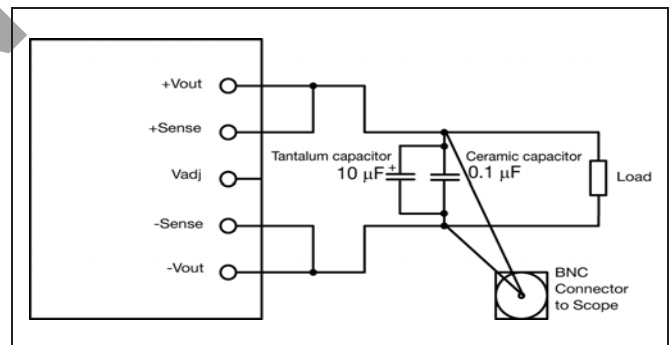 +Vout
+Sense
Vadj
-Sense
-Vout
Tantalum capacitor
10 µF
+
Ceramic capacitor
0.1 µF
Load
BNC
Connector
to Scope